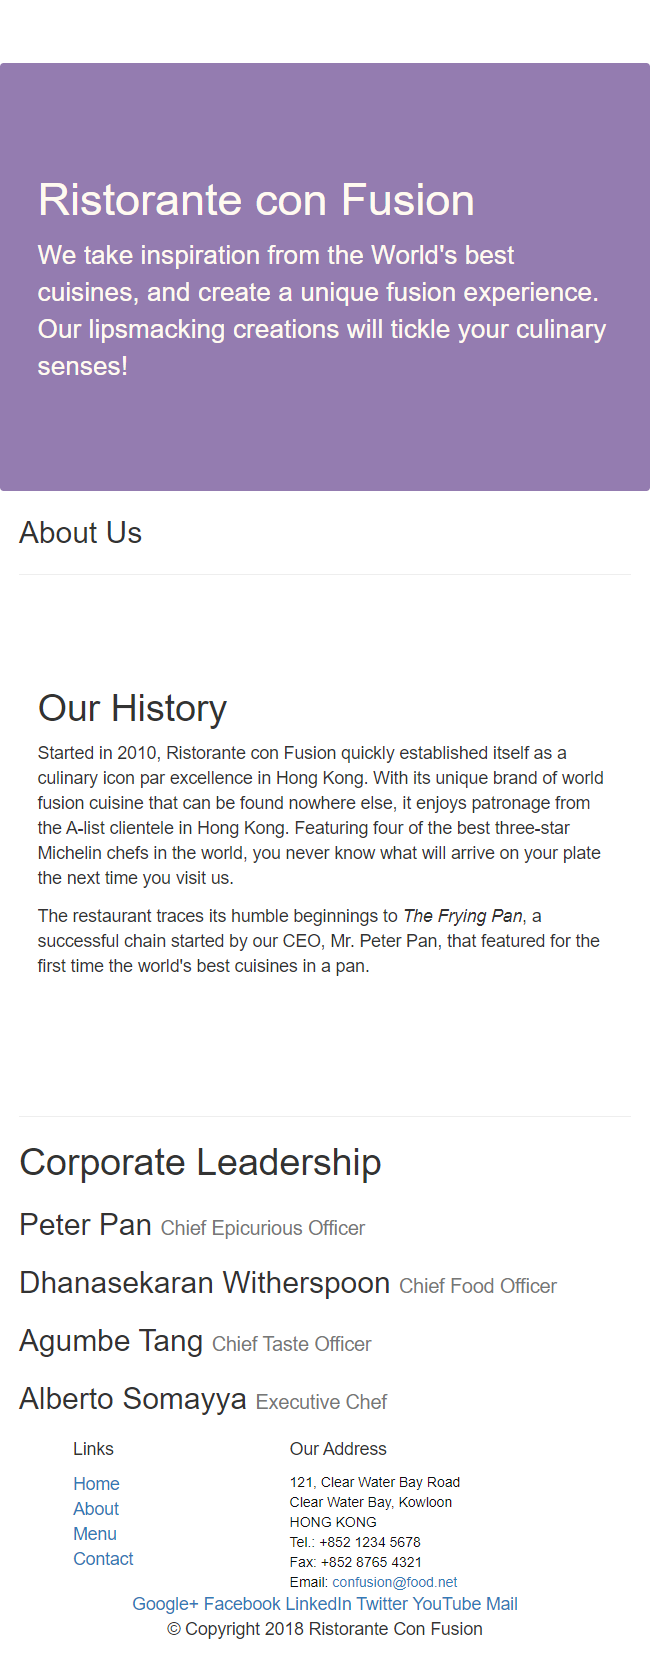 Ristorante con Fusion
We take inspiration from the World's best
cuisines, and create a unique fusion experience.
Our lipsmacking creations will tickle your culinary
senses!
About Us
Our History
Started in 2010, Ristorante con Fusion quickly established itself as a
culinary icon par excellence in Hong Kong. With its unique brand of world
fusion cuisine that can be found nowhere else, it enjoys patronage from
the A-list clientele in Hong Kong. Featuring four of the best three-star
Michelin chefs in the world, you never know what will arrive on your plate
the next time you visit us.
The restaurant traces its humble beginnings to The Frying Pan, a
successful chain started by our CEO, Mr. Peter Pan, that featured for the
first time the world's best cuisines in a pan.
Corporate Leadership
Peter Pan Chief Epicurious Officer
Dhanasekaran Witherspoon Chief Food Officer
Agumbe Tang Chief Taste Officer
Alberto Somayya Executive Chef
Links
Home
About
Menu
Contact
Our Address
121, Clear Water Bay Road
Clear Water Bay, Kowloon
HONG KONG
Tel.: +852 1234 5678
Fax: +852 8765 4321
Email: confusion@food.net
Google+ Facebook LinkedIn Twitter YouTube Mail
© Copyright 2018 Ristorante Con Fusion